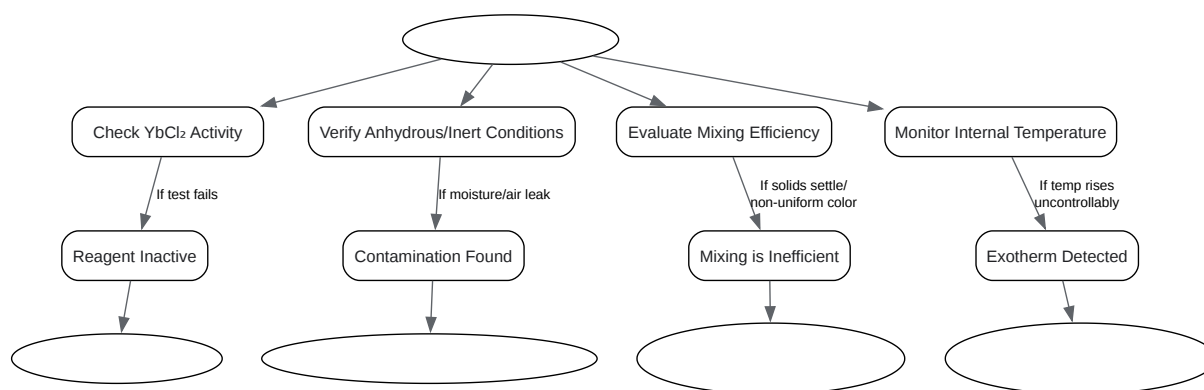 Check YbCl₂ Activity
Verify Anhydrous/Inert Conditions
Evaluate Mixing Efficiency
Monitor Internal Temperature
If test fails
If moisture/air leak
If solids settle/
non-uniform color
If temp rises
uncontrollably
Reagent Inactive
Contamination Found
Mixing is Inefficient
Exotherm Detected